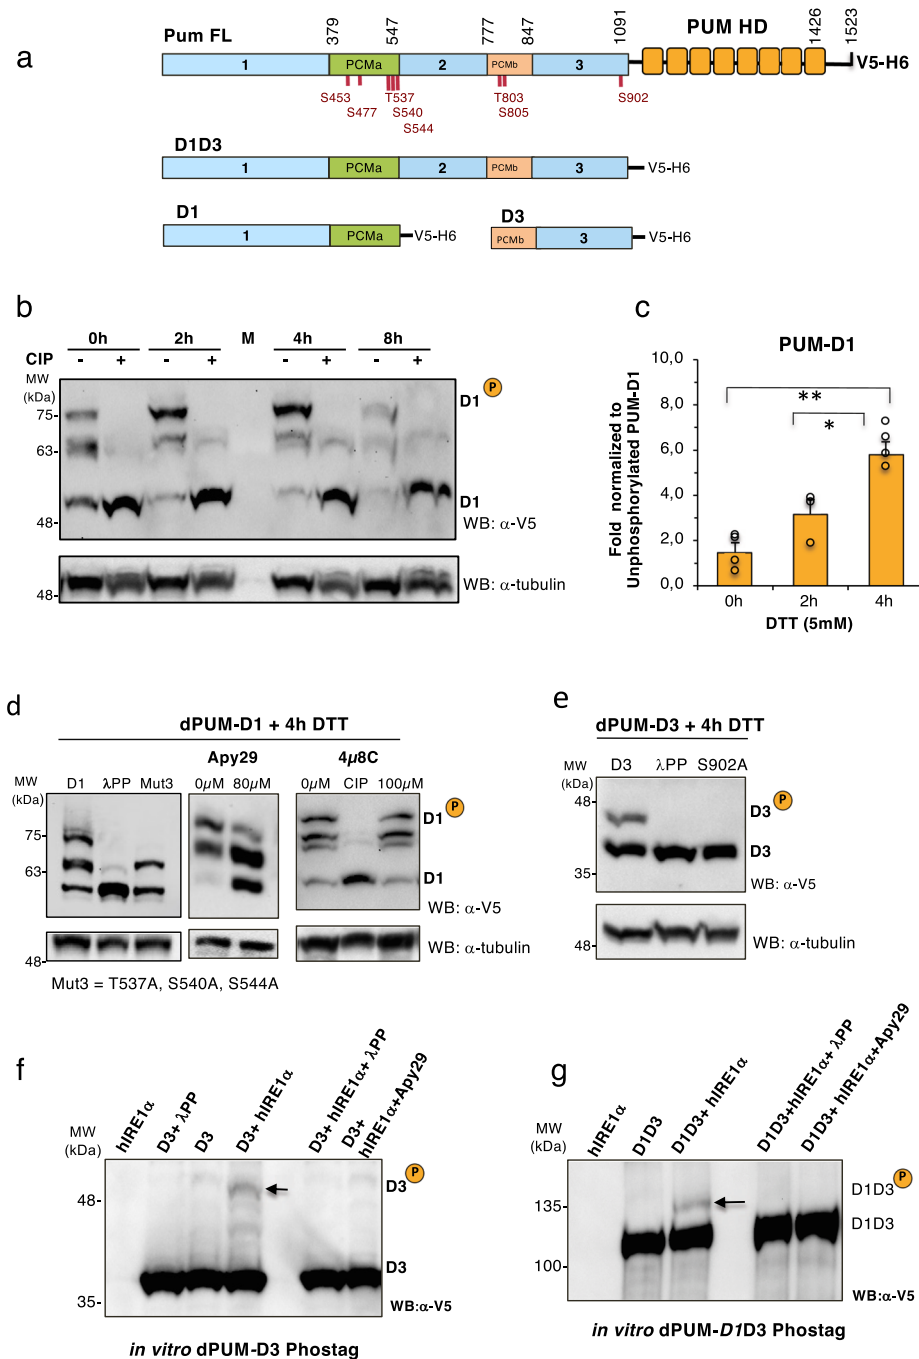 a
Pum FL
379
547
777
847
1091
PUM HD
1426
1523
1
PCMa
2
PCMb
3
V5-H6
S453
S477
T537
S540
S544
T803
S805
S902
D1D3
1
PCMa
2
PCMb
3
V5-H6
D1
1
PCMa
V5-H6
D3
PCMb
3
V5-H6
b
0h
2h
M
4h
8h
CIP
-
+
-
+
-
+
-
+
MW
(kDa)
75-
63-
48-
D1 P
D1
WB: α-V5
48-
WB: α-tubulin
c
PUM-D1
Fold normalized to
Unphosphorylated PUM-D1
10,0
8,0
6,0
4,0
2,0
0,0
**
*
0h
2h
4h
DTT (5mM)
d
dPUM-D1 + 4h DTT
Apy29
4µ8C
MW
(kDa)
D1
λPP
Mut3
0µM
80µM
0µM
CIP
100µM
75-
63-
D1 P
D1
WB: α-V5
48-
WB: α-tubulin
Mut3 = T537A, S540A, S544A
e
dPUM-D3 + 4h DTT
MW
(kDa)
D3
λPP
S902A
48-
35-
D3 P
D3
WB: α-V5
48-
WB: α-tubulin
f
MW
(kDa)
hIRE1α
D3+ λPP
D3
D3+ hIRE1α
D3+ hIRE1α+ λPP
D3+
hIRE1α+Apy29
48-
35-
D3 P
D3
WB:α-V5
in vitro dPUM-D3 Phostag
g
MW
(kDa)
hIRE1α
D1D3
D1D3+ hIRE1α
D1D3+hIRE1α+ λPP
D1D3+ hIRE1α+Apy29
135-
100-
D1D3 P
D1D3
WB:α-V5
in vitro dPUM-D1D3 Phostag